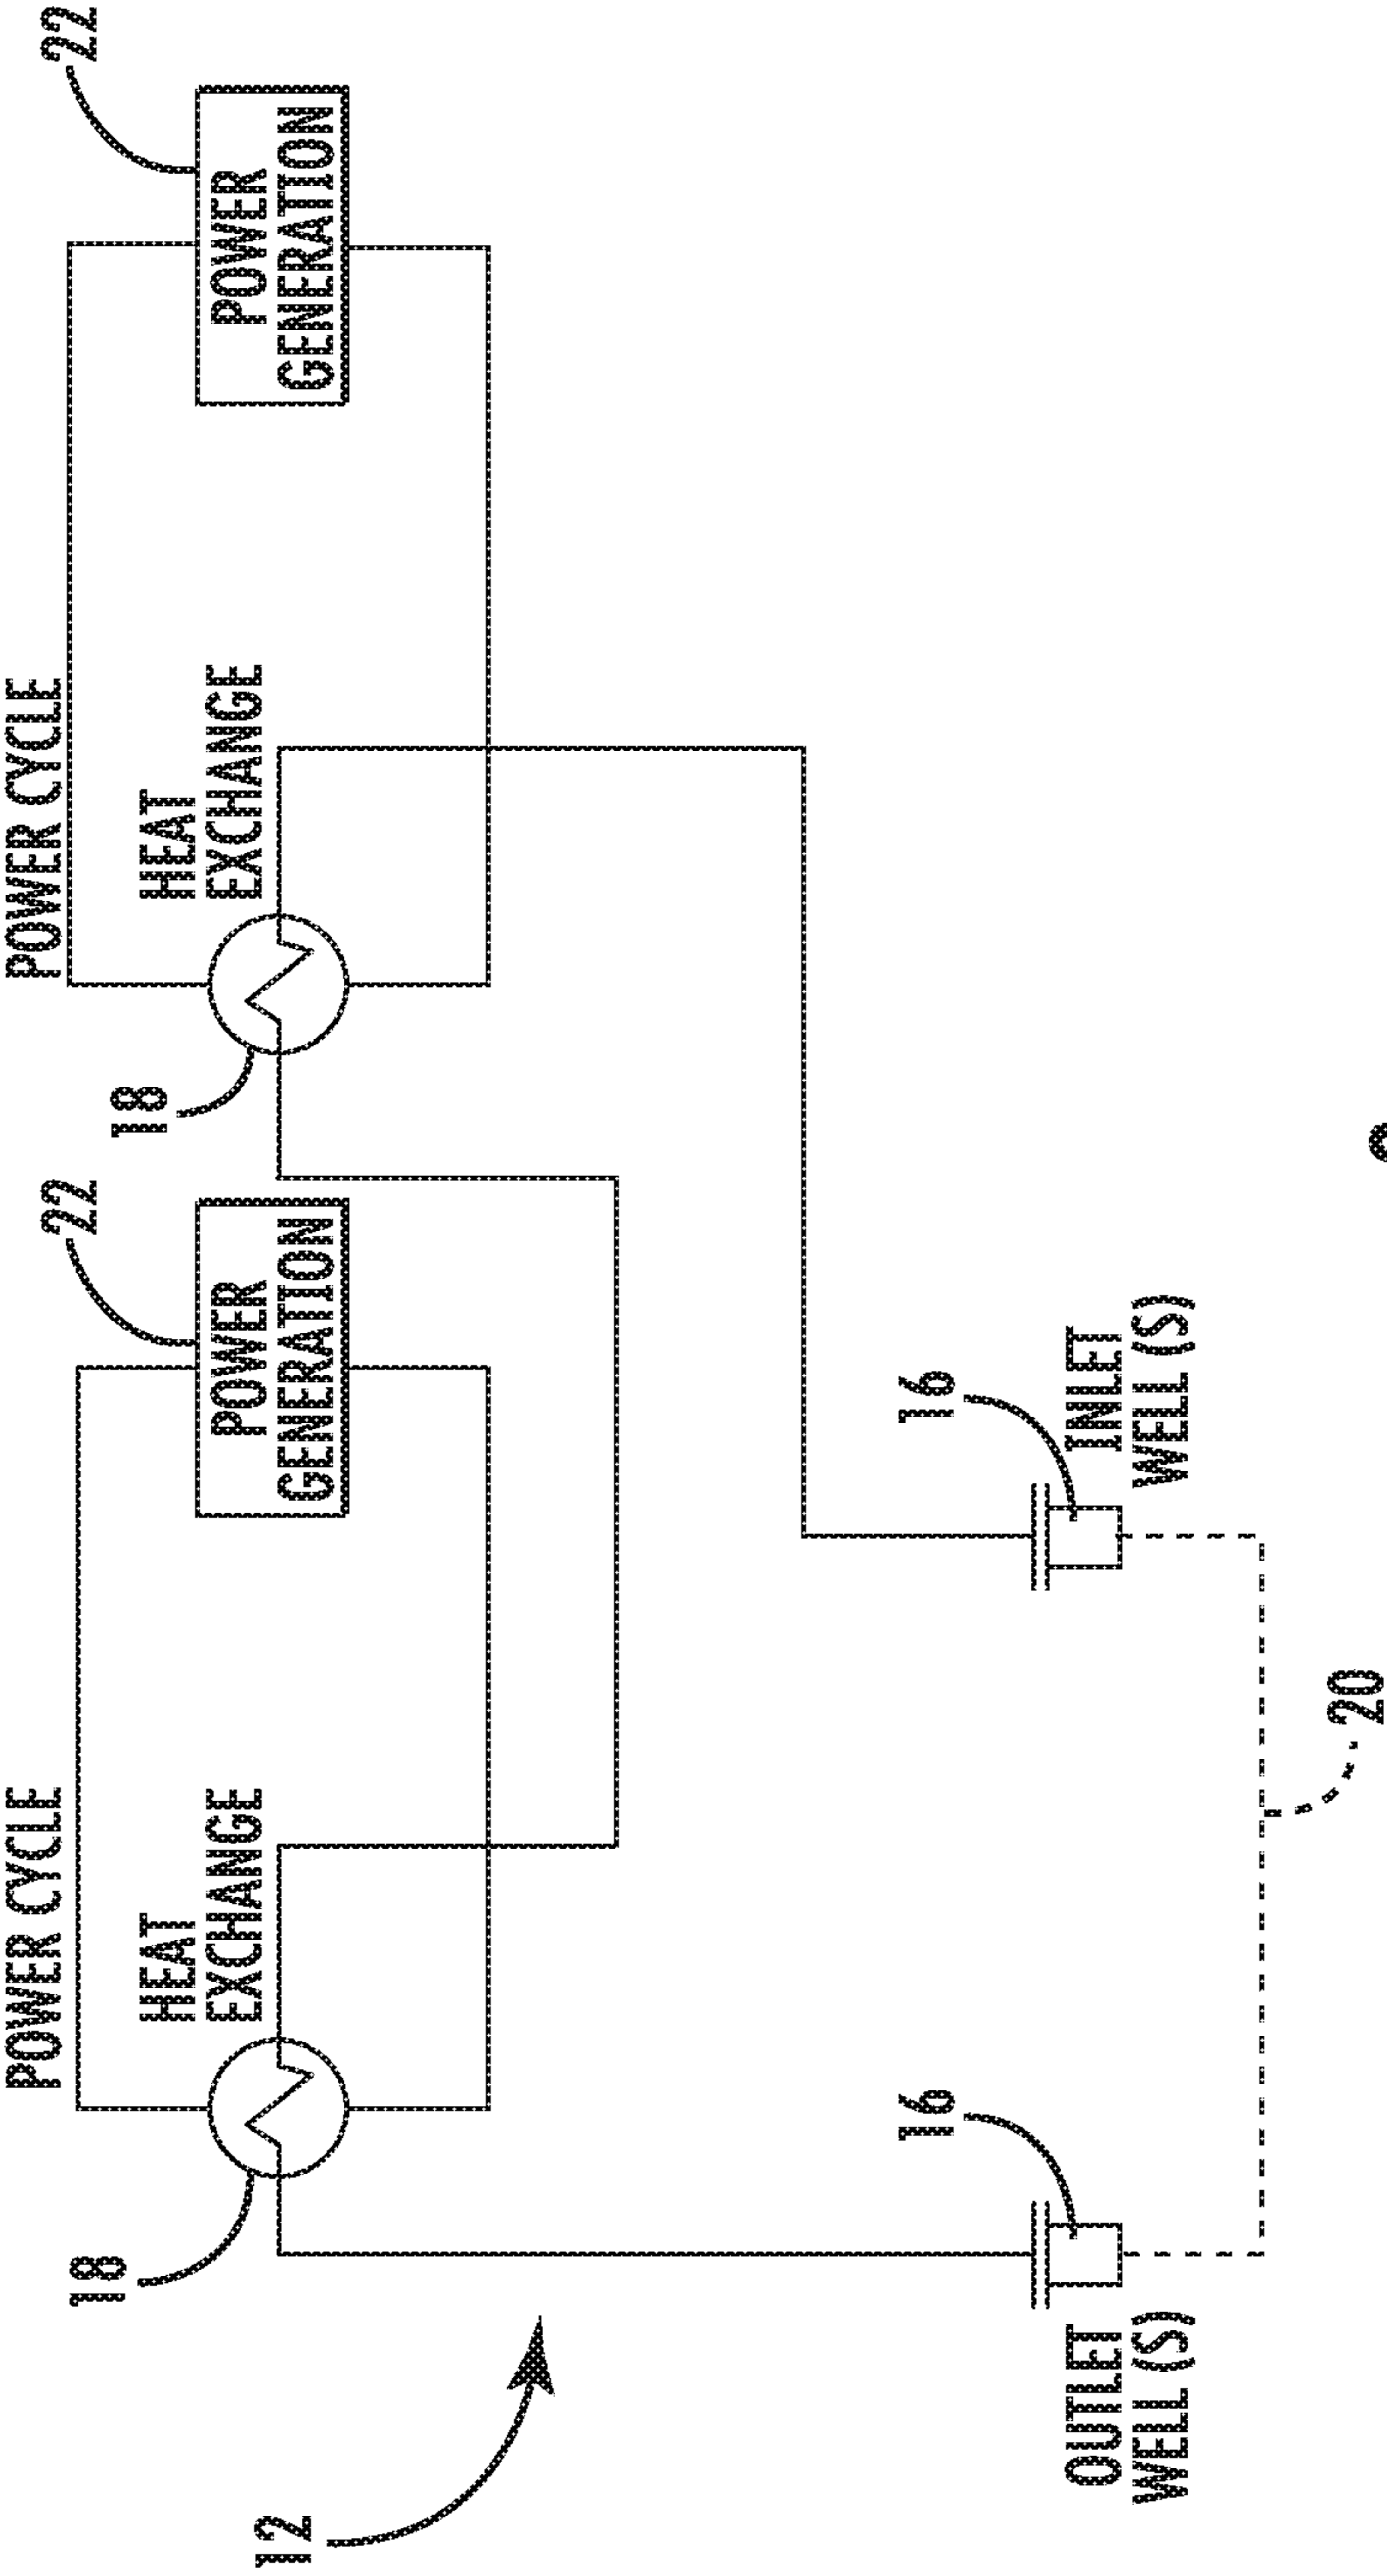 POWER CYCLE
POWER CYCLE
22
22
18
18
HEAT
EXCHANGE
POWER
GENERATION
HEAT
EXCHANGE
POWER
GENERATION
12
16
16
OUTLET
WELL (S)
INLET
WELL (S)
20